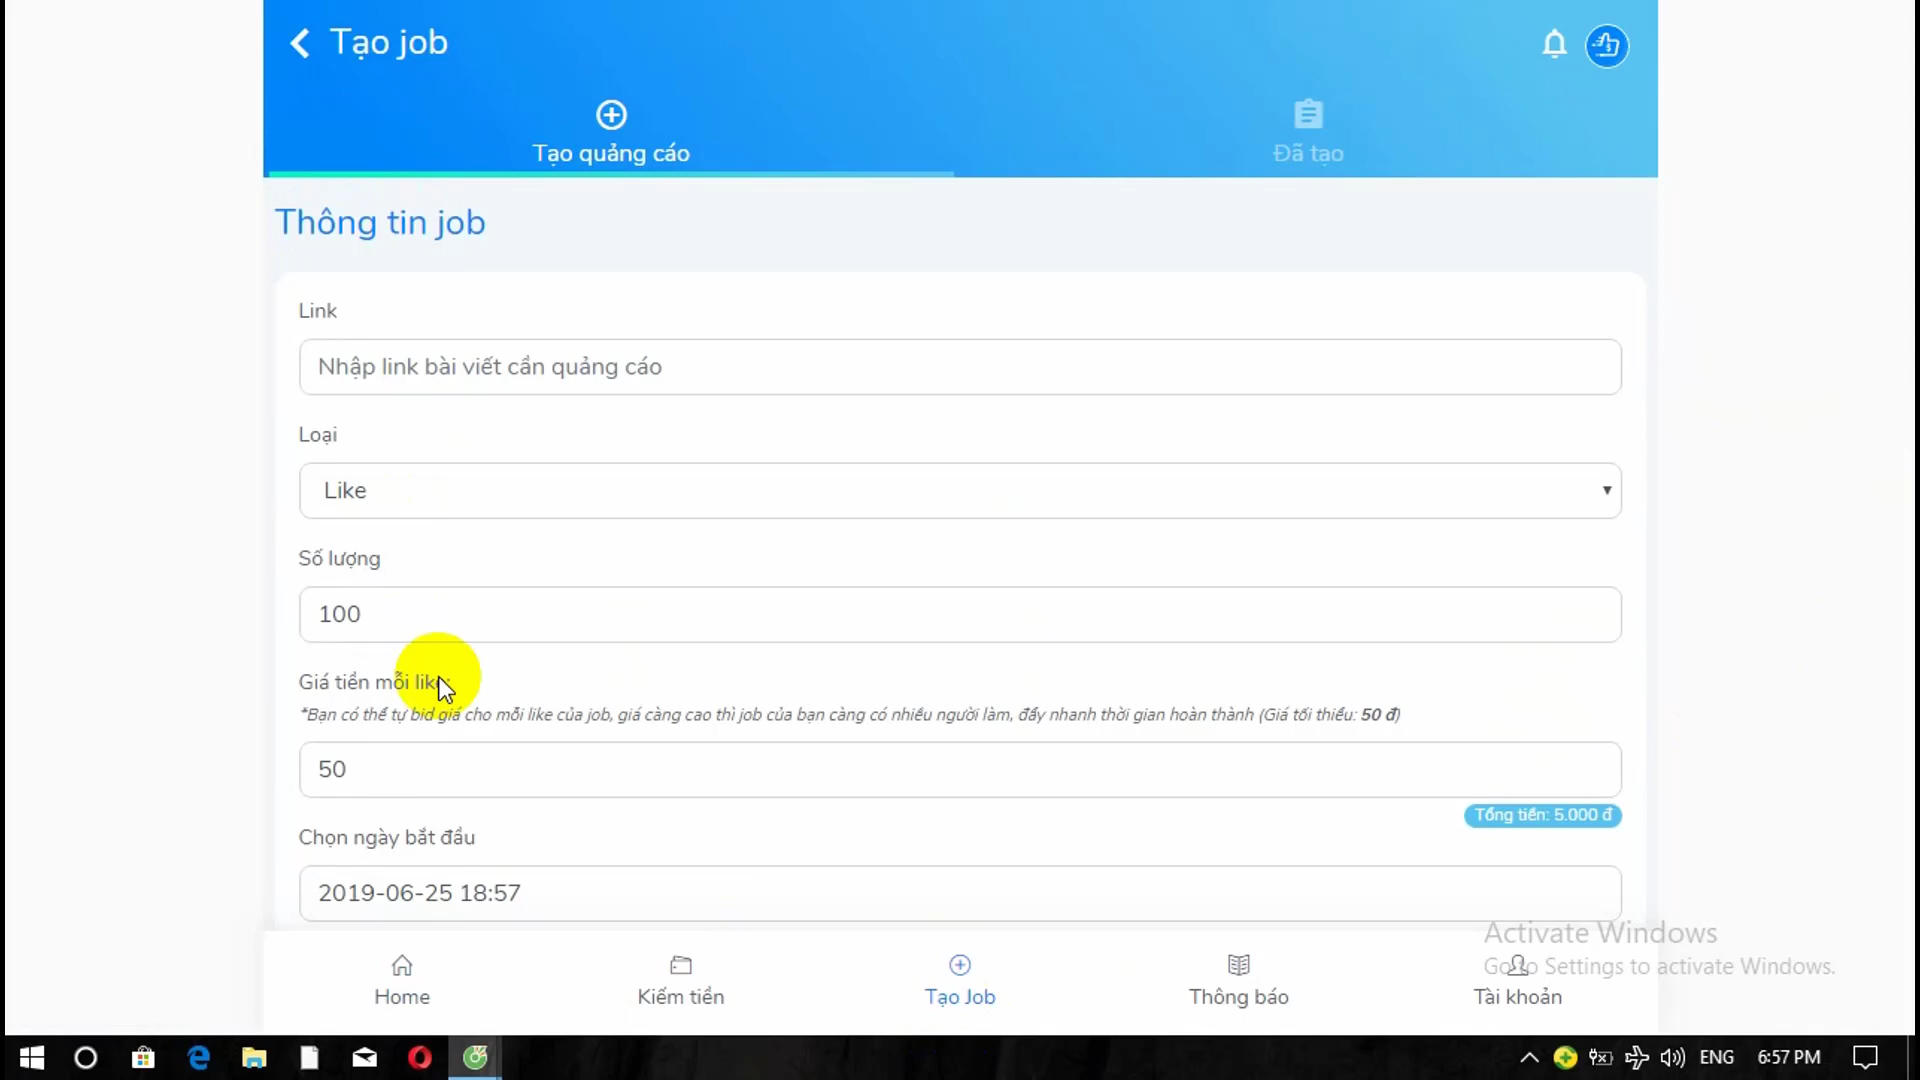 Tạo job
Tạo quảng cáo
Đã tạo
Thông tin job
Link
Nhập link bài viết cần quảng cáo
Loại
Like
Số lượng
100
Giá tiền mỗi like:
*Bạn có thể tự bid giá cho mỗi like của job, giá càng cao thì job của bạn càng có nhiều người làm, đẩy nhanh thời gian hoàn thành (Giá tối thiểu: 50 đ)
50
Tổng tiền: 5.000 đ
Chọn ngày bắt đầu
2019-06-25 18:57
Activate Windows
Go to Settings to activate Windows.
Home
Kiếm tiền
Tạo Job
Thông báo
Tài khoản
ENG
6:57 PM